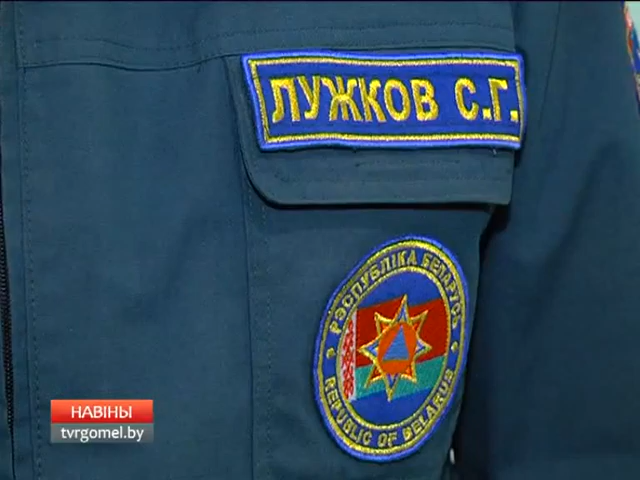 ЛУЖКОВ С.Г.
РЭСПУБЛІКА БЕЛАРУСЬ
REPUBLIC OF BELARUS
НАВІНЫ
tvrgomel.by